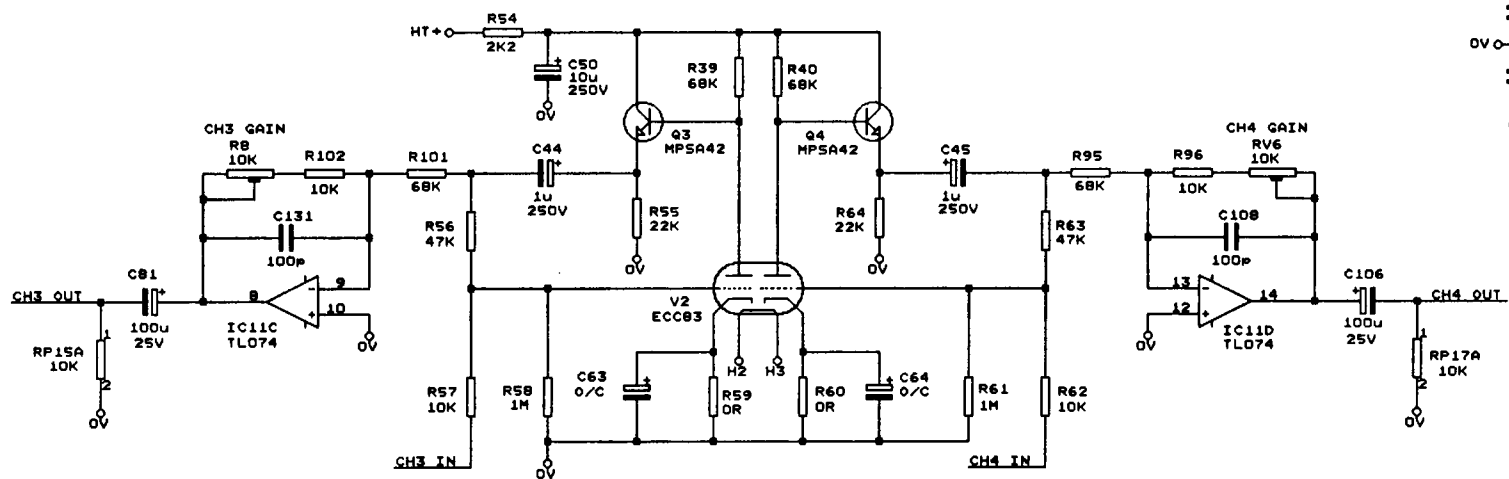 HT+
R54
2K2
C50
10u
250V
0V
R39
68K
R40
68K
Q3
MPSA42
Q4
MPSA42
0V
CH3 GAIN
R8
10K
R102
10K
R101
68K
C44
1u
250V
+
R55
22K
0V
R56
47K
C131
100p
C81
100u
25V
+
CH3 OUT
8
9
10
-
+
IC11C
TL074
0V
RP15A
10K
1
2
0V
R57
10K
CH3 IN
R58
1M
0V
C63
O/C
+
R59
0R
V2
ECC83
H2
H3
R60
0R
C64
O/C
+
R61
1M
R62
10K
CH4 IN
R64
22K
0V
C45
1u
250V
+
R63
47K
R95
68K
R96
10K
CH4 GAIN
RV6
10K
C108
100p
13
12
14
-
+
IC11D
TL074
0V
C106
100u
25V
+
CH4 OUT
RP17A
10K
1
2
0V